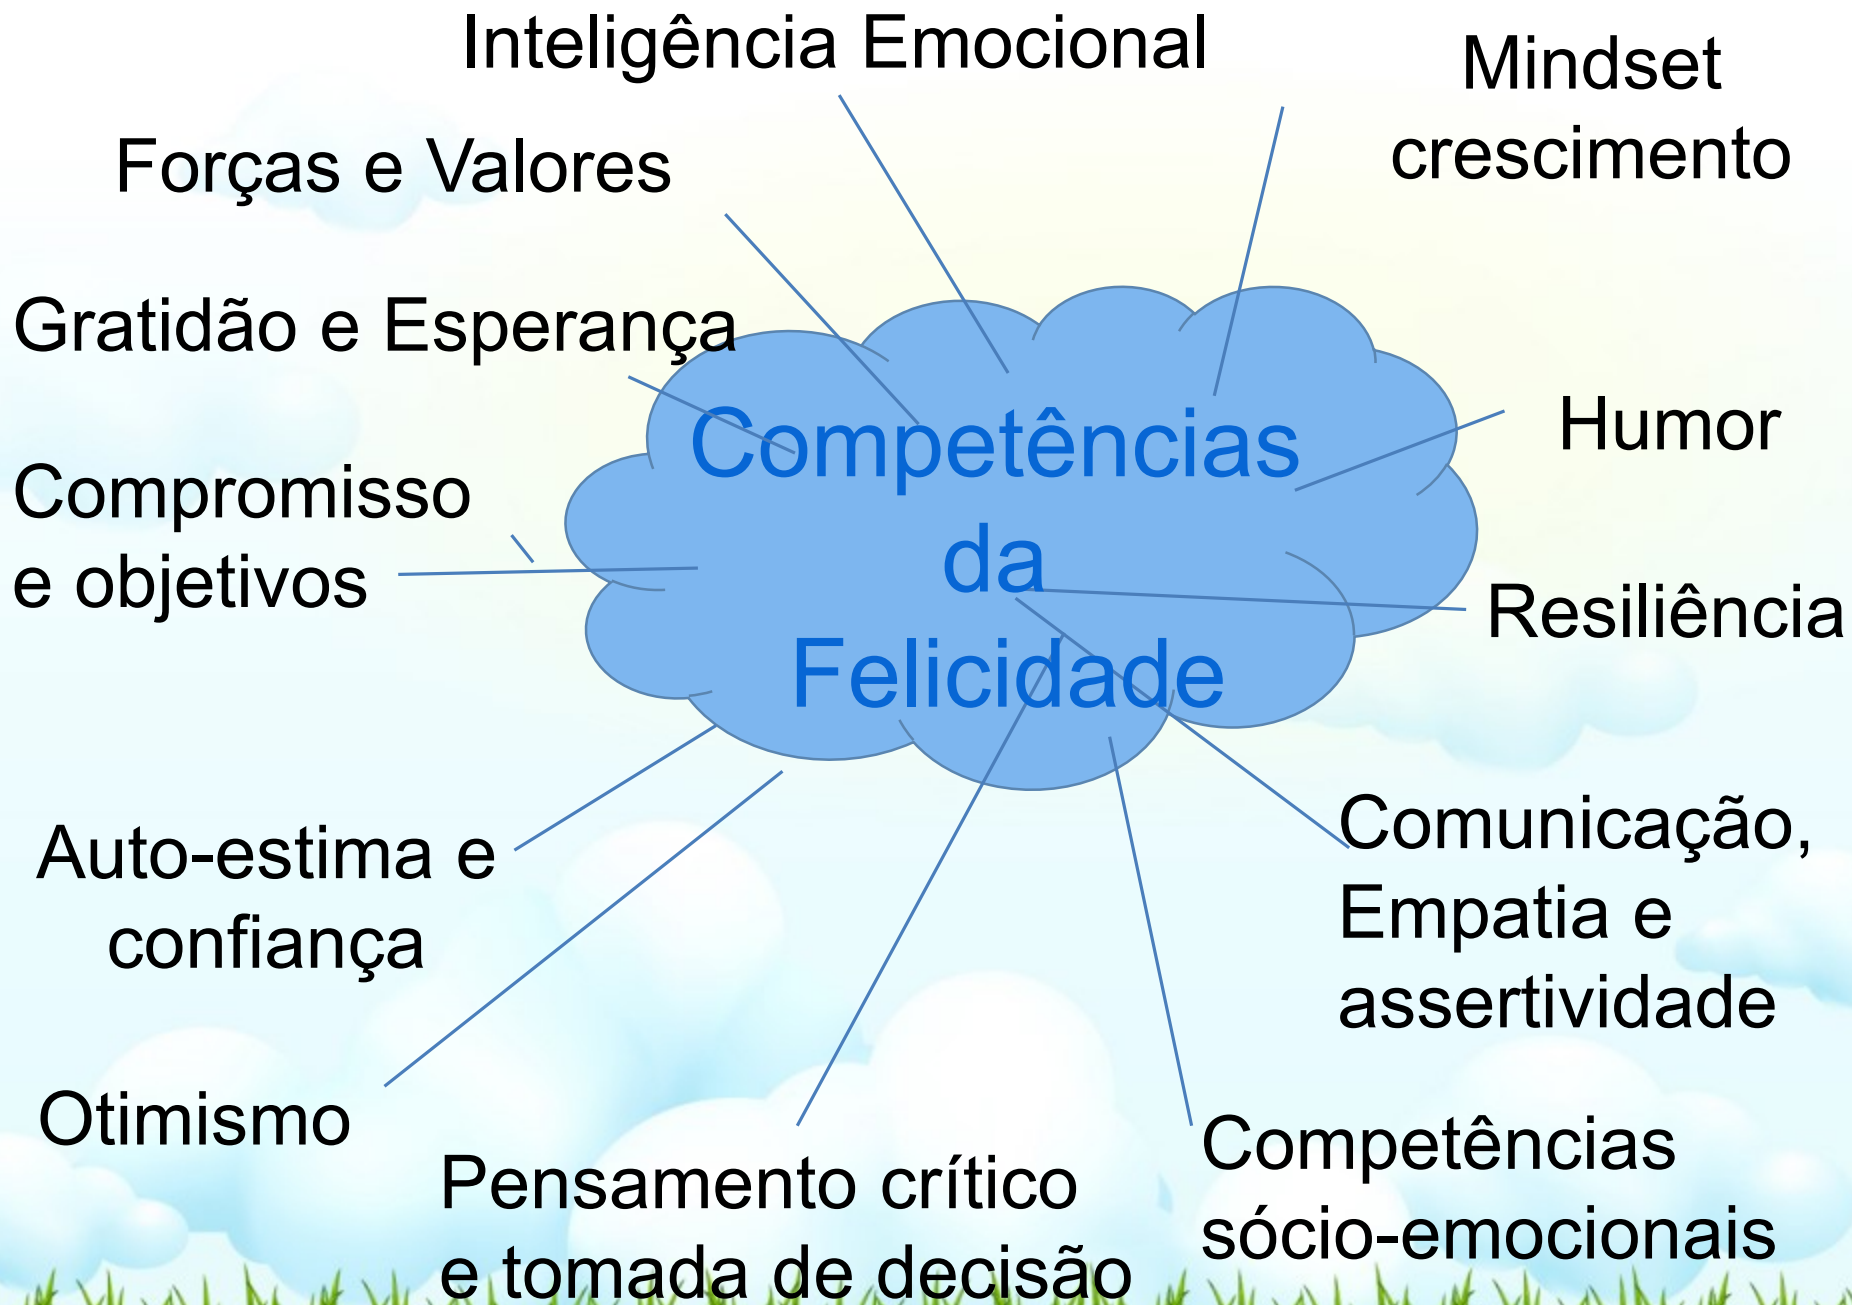 Inteligência Emocional
Mindset
crescimento
Forças e Valores
Gratidão e Esperança
Humor
Competências
da
Felicidade
Compromisso
e objetivos
Resiliência
Auto-estima e
confiança
Comunicação,
Empatia e
assertividade
Otimismo
Pensamento crítico
e tomada de decisão
Competências
sócio-emocionais